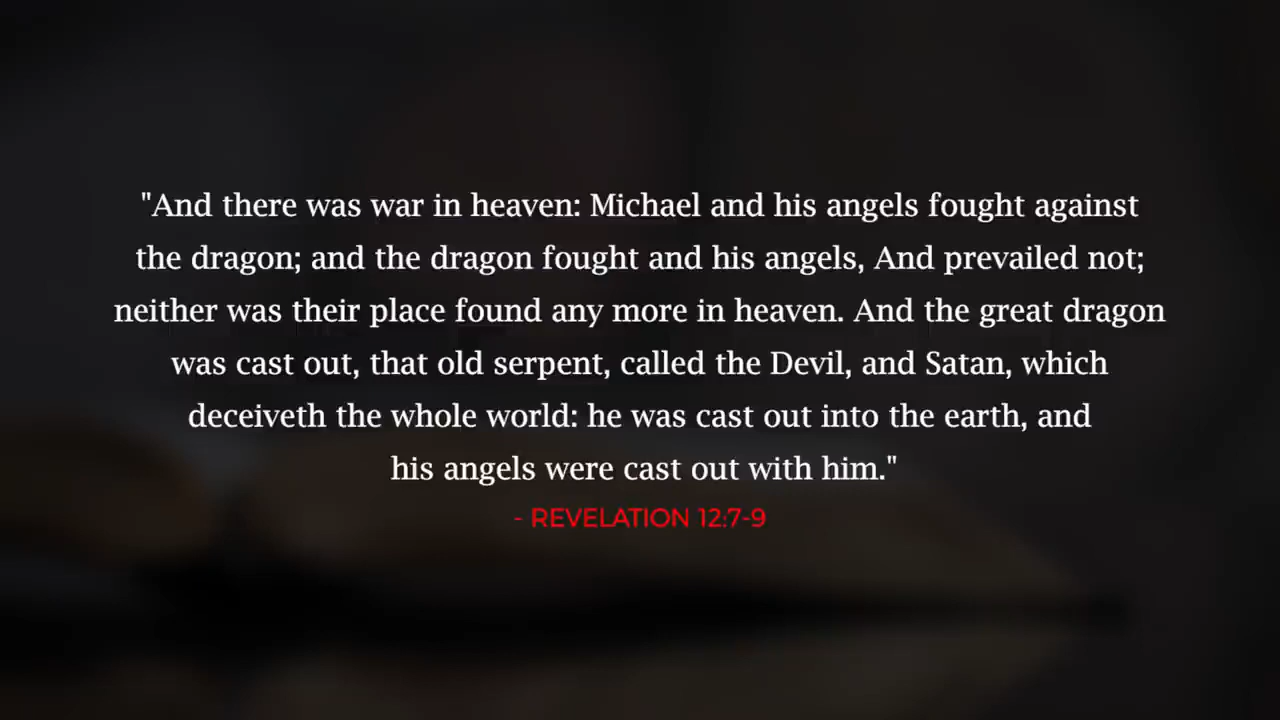 "And there was war in heaven: Michael and his angels fought against
the dragon; and the dragon fought and his angels, And prevailed not;
neither was their place found any more in heaven. And the great dragon
was cast out, that old serpent, called the Devil, and Satan, which
deceiveth the whole world: he was cast out into the earth, and
his angels were cast out with him."
- REVELATION 12:7-9